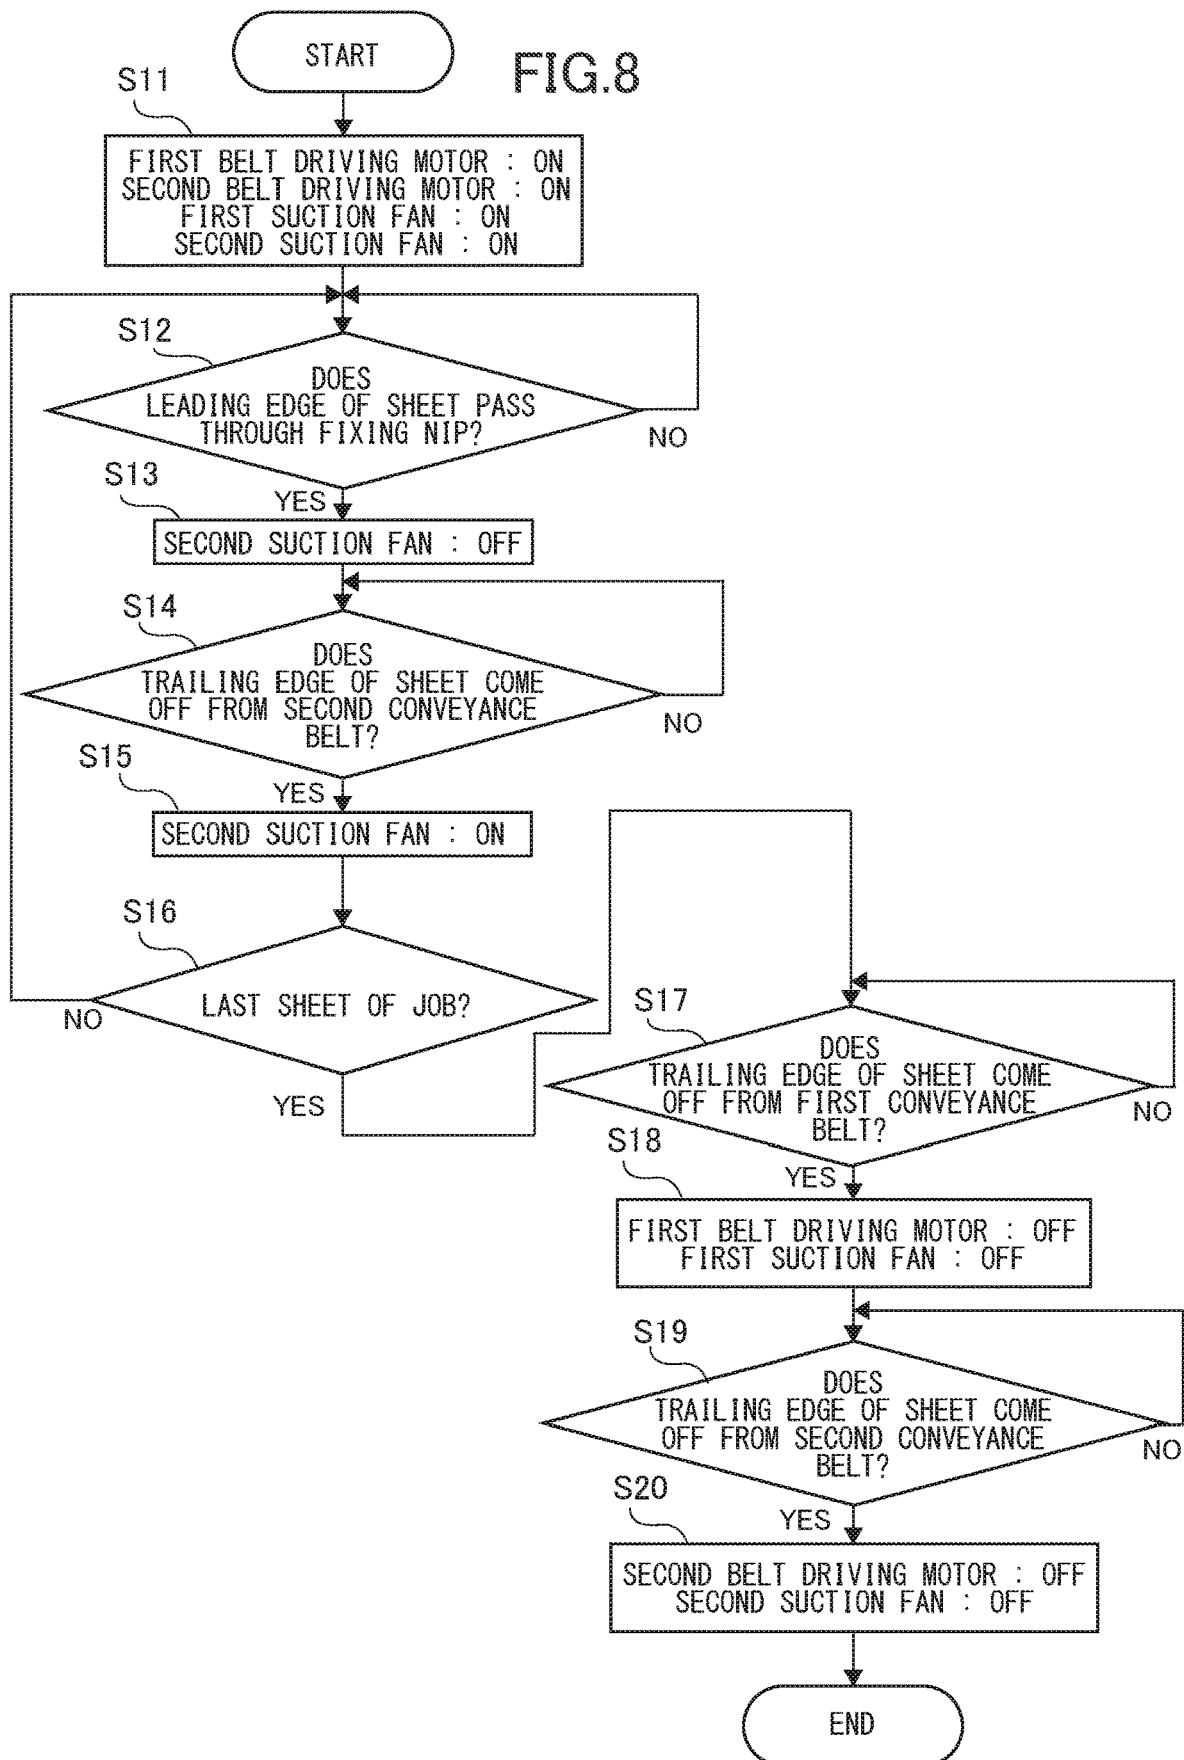 START
FIG.8
S11
FIRST BELT DRIVING MOTOR : ON
SECOND BELT DRIVING MOTOR : ON
FIRST SUCTION FAN : ON
SECOND SUCTION FAN : ON
S12
DOES
LEADING EDGE OF SHEET PASS
THROUGH FIXING NIP?
NO
S13
YES
SECOND SUCTION FAN : OFF
S14
DOES
TRAILING EDGE OF SHEET COME
OFF FROM SECOND CONVEYANCE
BELT?
NO
S15
YES
SECOND SUCTION FAN : ON
S16
LAST SHEET OF JOB?
NO
YES
S17
DOES
TRAILING EDGE OF SHEET COME
OFF FROM FIRST CONVEYANCE
BELT?
NO
S18
YES
FIRST BELT DRIVING MOTOR : OFF
FIRST SUCTION FAN : OFF
S19
DOES
TRAILING EDGE OF SHEET COME
OFF FROM SECOND CONVEYANCE
BELT?
NO
S20
YES
SECOND BELT DRIVING MOTOR : OFF
SECOND SUCTION FAN : OFF
END